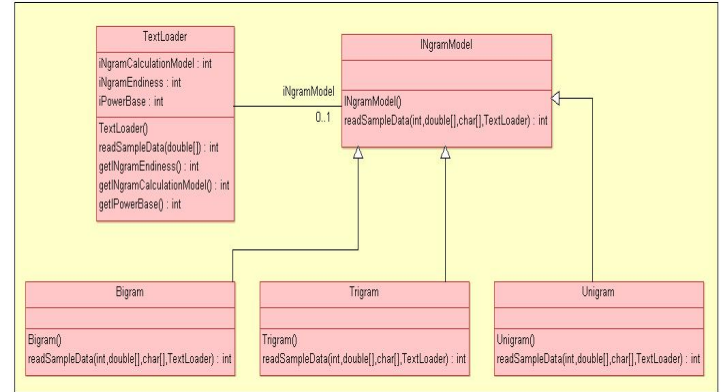 TextLoader
iNgramCalculationModel : int
iNgramEndiness : int
iPowerBase : int
TextLoader()
readSampleData(double[]) : int
getINgramEndiness() : int
getINgramCalculationModel() : int
getIPowerBase() : int
iNgramModel
0..1
INgramModel
INgramModel()
readSampleData(int,double[],char[],TextLoader) : int
Bigram
Bigram()
readSampleData(int,double[],char[],TextLoader) : int
Trigram
Trigram()
readSampleData(int,double[],char[],TextLoader) : int
Unigram
Unigram()
readSampleData(int,double[],char[],TextLoader) : int